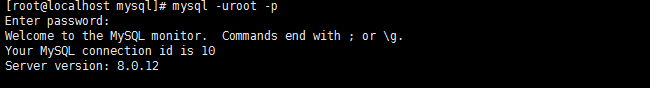 [root@localhost mysql]# mysql -uroot -p
Enter password:
Welcome to the MySQL monitor.  Commands end with ; or \g.
Your MySQL connection id is 10
Server version: 8.0.12